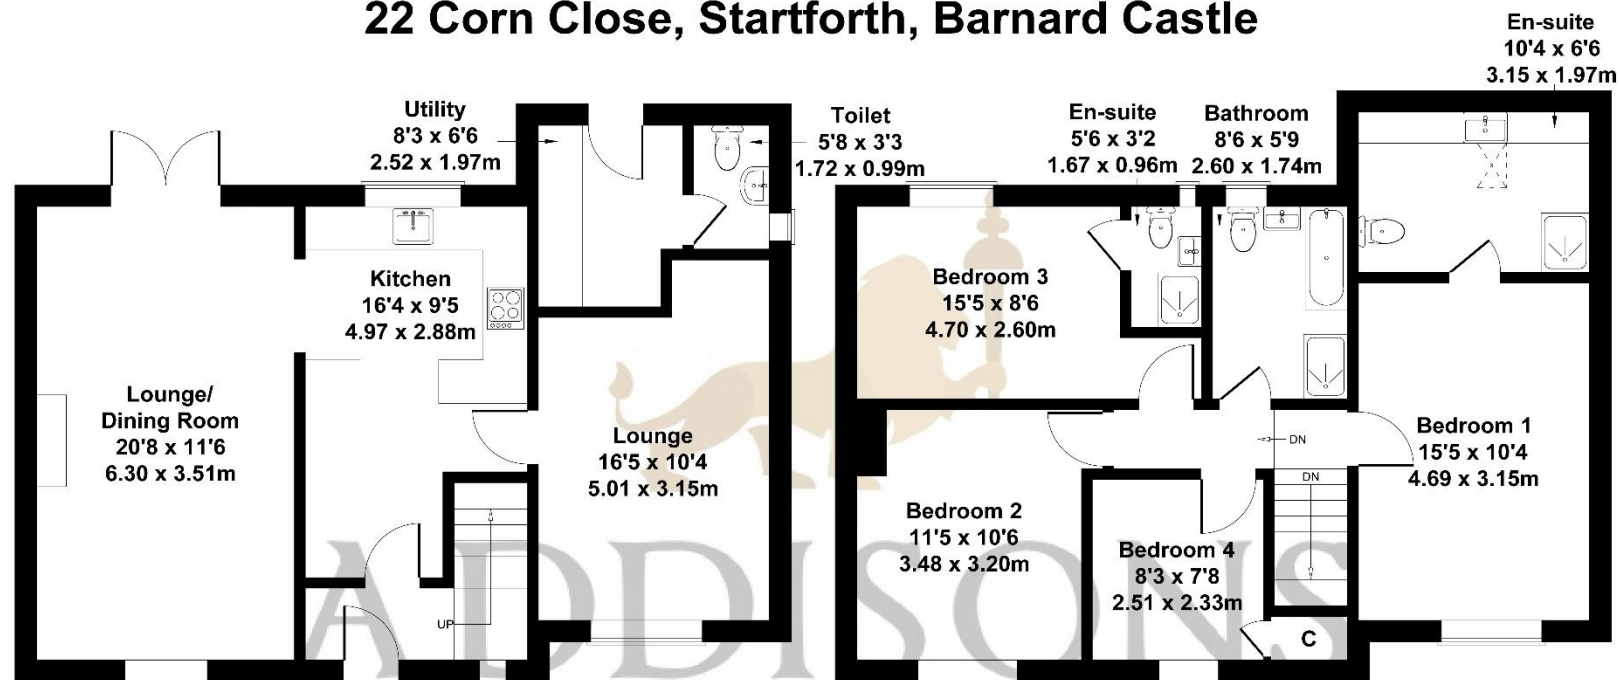 22 Corn Close, Startforth, Barnard Castle
Utility
8'3 x 6'6
2.52 x 1.97m
Toilet
5'8 x 3'3
1.72 x 0.99m
Kitchen
16'4 x 9'5
4.97 x 2.88m
Lounge/
Dining Room
20'8 x 11'6
6.30 x 3.51m
Lounge
16'5 x 10'4
5.01 x 3.15m
UP
En-suite
5'6 x 3'2
1.67 x 0.96m
Bathroom
8'6 x 5'9
2.60 x 1.74m
En-suite
10'4 x 6'6
3.15 x 1.97m
Bedroom 3
15'5 x 8'6
4.70 x 2.60m
Bedroom 1
15'5 x 10'4
4.69 x 3.15m
DN
DN
Bedroom 2
11'5 x 10'6
3.48 x 3.20m
Bedroom 4
8'3 x 7'8
2.51 x 2.33m
C
ADDISONS